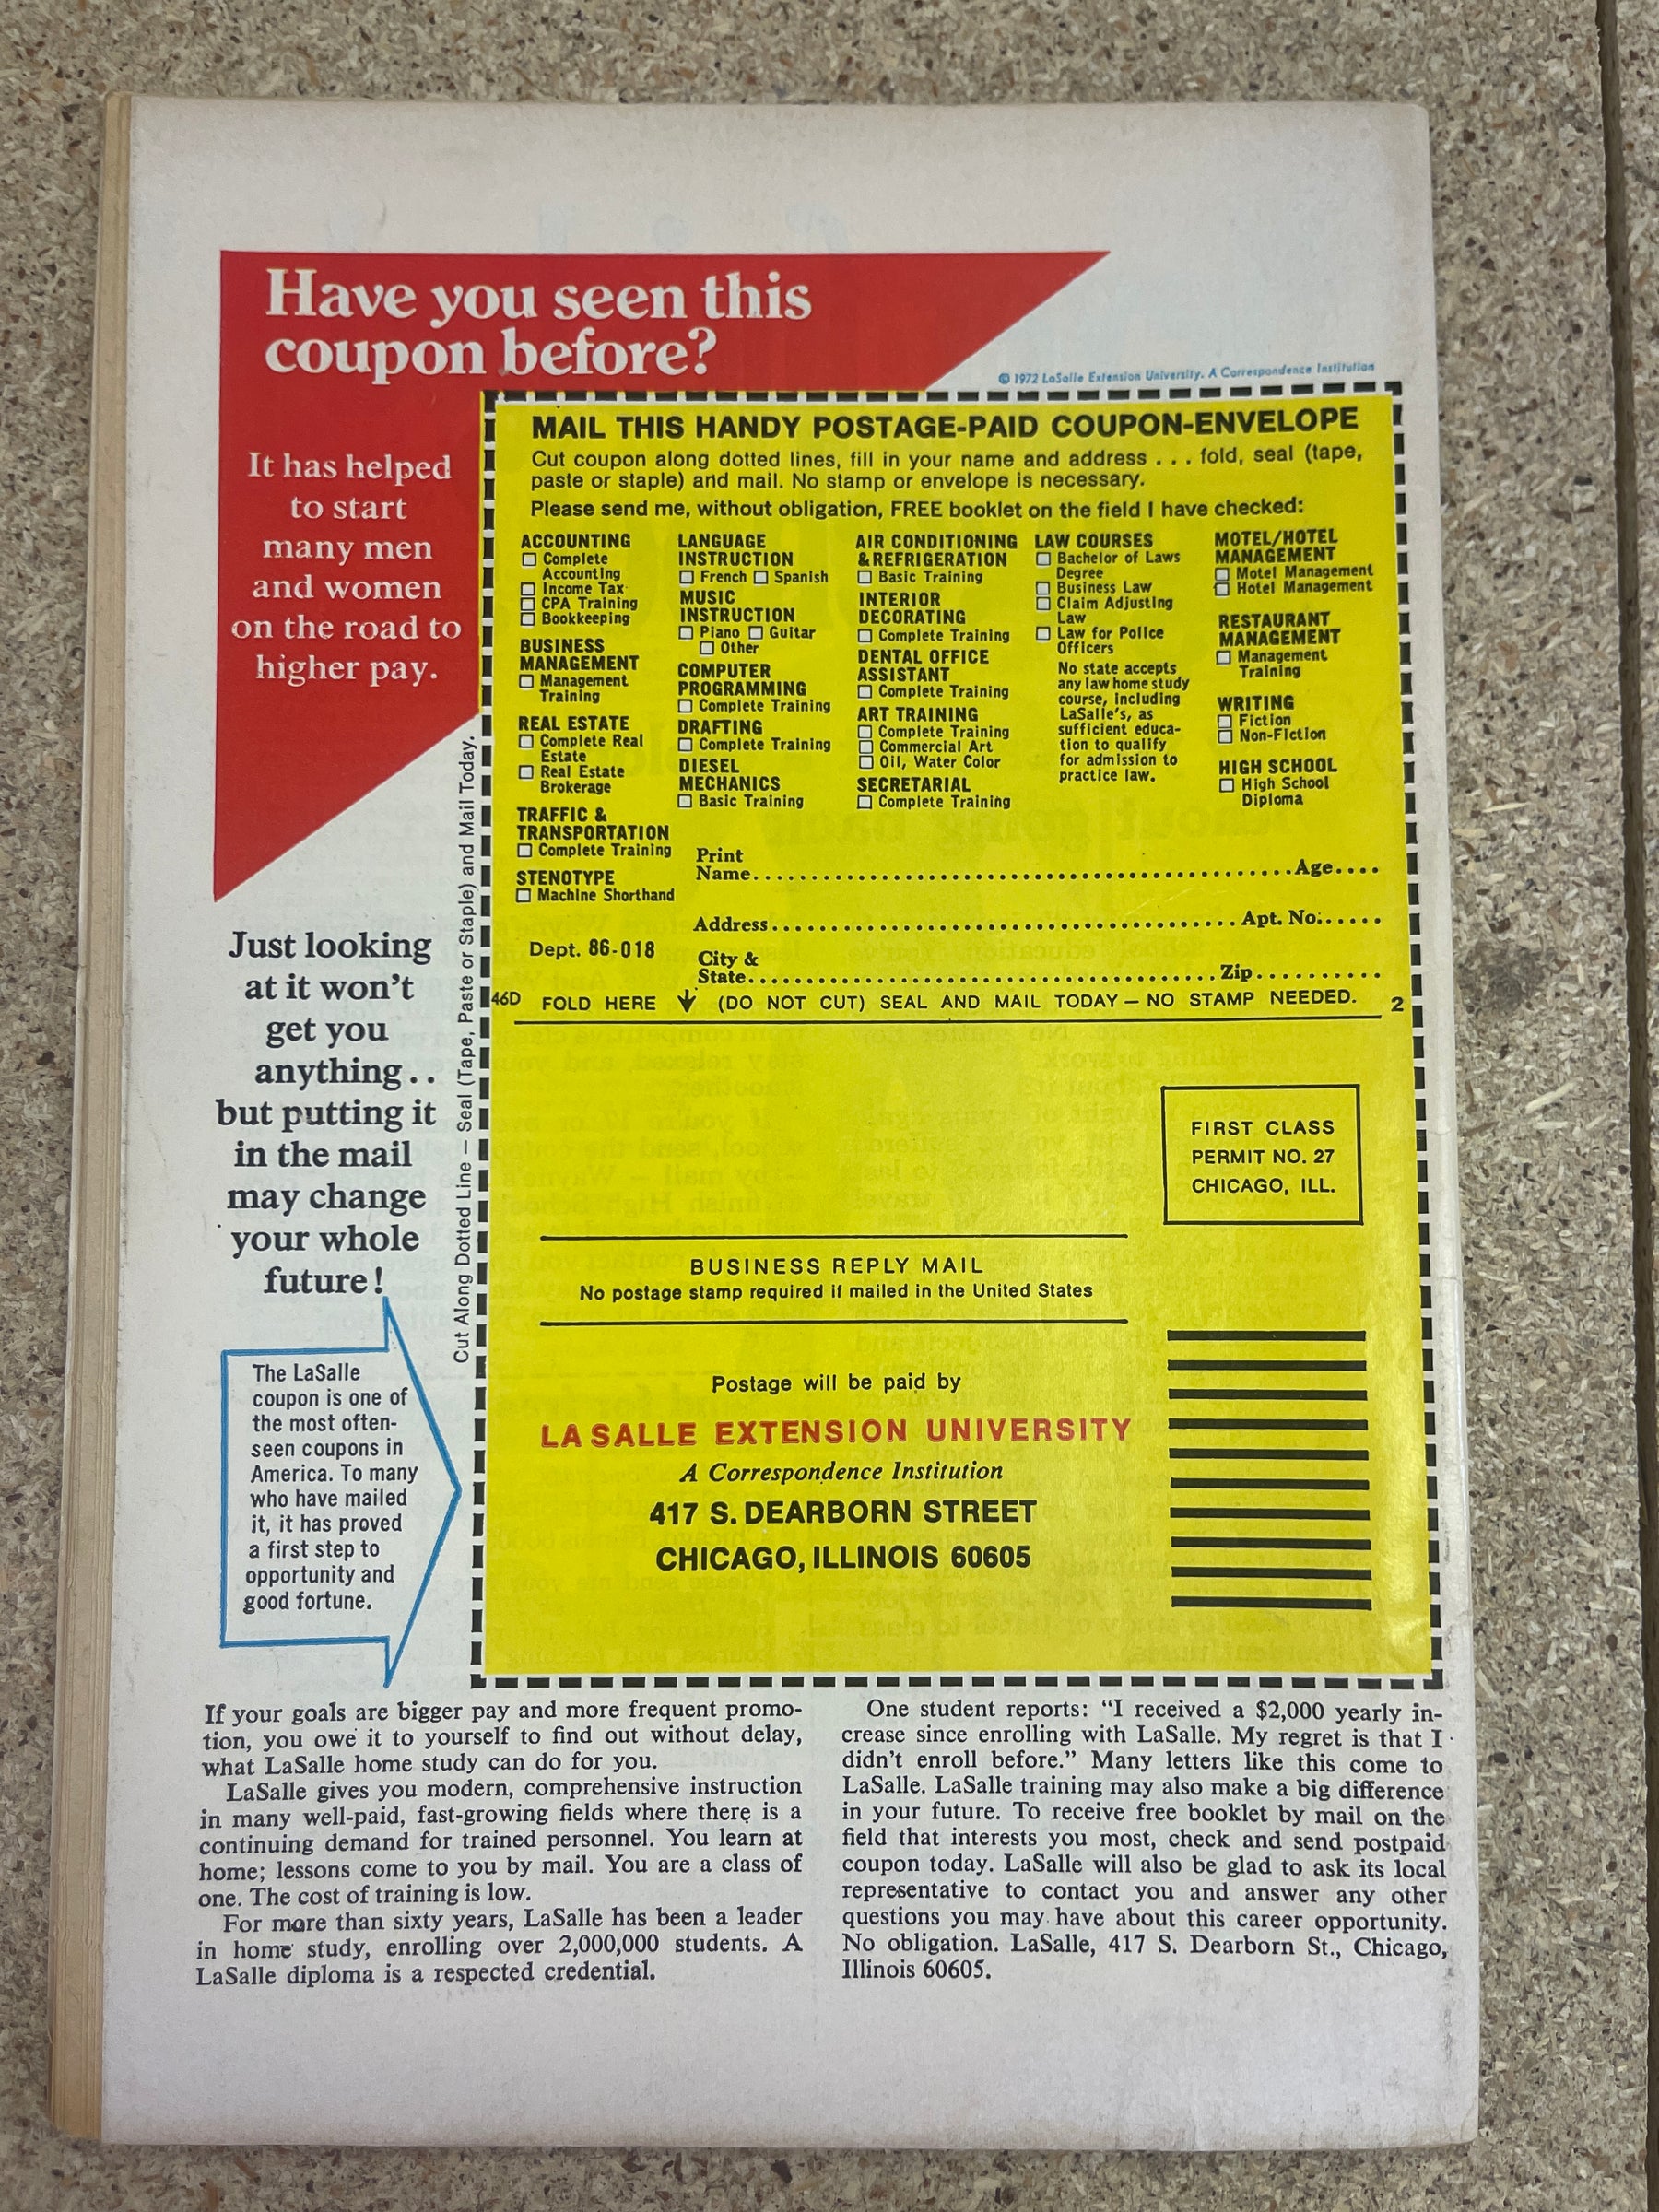 Have you seen this
coupon before?
It has helped
to start
many men
and women
on the road to
higher pay.
Just looking
at it won't
get you
anything..
but putting it
in the mail
may change
your whole
future!
The LaSalle
coupon is one of
the most often-
seen coupons in
America. To many
who have mailed
it, it has proved
a first step to
opportunity and
good fortune.
Cut Along Dotted Line — Seal (Tape, Paste or Staple) and Mail Today.
© 1972 LaSalle Extension University. A Correspondence Institution
MAIL THIS HANDY POSTAGE-PAID COUPON-ENVELOPE
Cut coupon along dotted lines, fill in your name and address . . . fold, seal (tape,
paste or staple) and mail. No stamp or envelope is necessary.
Please send me, without obligation, FREE booklet on the field I have checked:
ACCOUNTING
☐ Complete
Accounting
☐ Income Tax
☐ CPA Training
☐ Bookkeeping
BUSINESS
MANAGEMENT
☐ Management
Training
REAL ESTATE
☐ Complete Real
Estate
☐ Real Estate
Brokerage
TRAFFIC &
TRANSPORTATION
☐ Complete Training
STENOTYPE
☐ Machine Shorthand
LANGUAGE
INSTRUCTION
☐ French ☐ Spanish
MUSIC
INSTRUCTION
☐ Piano ☐ Guitar
☐ Other
COMPUTER
PROGRAMMING
☐ Complete Training
DRAFTING
☐ Complete Training
DIESEL
MECHANICS
☐ Basic Training
AIR CONDITIONING
& REFRIGERATION
☐ Basic Training
INTERIOR
DECORATING
☐ Complete Training
DENTAL OFFICE
ASSISTANT
☐ Complete Training
ART TRAINING
☐ Complete Training
☐ Commercial Art
☐ Oil, Water Color
SECRETARIAL
☐ Complete Training
LAW COURSES
☐ Bachelor of Laws
Degree
☐ Business Law
☐ Claim Adjusting
Law
☐ Law for Police
Officers
No state accepts
any law home study
course, including
LaSalle's, as
sufficient educa-
tion to qualify
for admission to
practice law.
MOTEL/HOTEL
MANAGEMENT
☐ Motel Management
☐ Hotel Management
RESTAURANT
MANAGEMENT
☐ Management
Training
WRITING
☐ Fiction
☐ Non-Fiction
HIGH SCHOOL
☐ High School
Diploma
Print
Name........................................Age....
Address........................................Apt. No:.....
Dept. 86-018
City &
State........................................Zip..........
46D FOLD HERE ↓ (DO NOT CUT) SEAL AND MAIL TODAY — NO STAMP NEEDED. 2
FIRST CLASS
PERMIT NO. 27
CHICAGO, ILL.
BUSINESS REPLY MAIL
No postage stamp required if mailed in the United States
Postage will be paid by
LA SALLE EXTENSION UNIVERSITY
A Correspondence Institution
417 S. DEARBORN STREET
CHICAGO, ILLINOIS 60605
If your goals are bigger pay and more frequent promo-
tion, you owe it to yourself to find out without delay,
what LaSalle home study can do for you.
LaSalle gives you modern, comprehensive instruction
in many well-paid, fast-growing fields where there is a
continuing demand for trained personnel. You learn at
home; lessons come to you by mail. You are a class of
one. The cost of training is low.
For more than sixty years, LaSalle has been a leader
in home study, enrolling over 2,000,000 students. A
LaSalle diploma is a respected credential.
One student reports: "I received a $2,000 yearly in-
crease since enrolling with LaSalle. My regret is that I
didn't enroll before." Many letters like this come to
LaSalle. LaSalle training may also make a big difference
in your future. To receive free booklet by mail on the
field that interests you most, check and send postpaid
coupon today. LaSalle will also be glad to ask its local
representative to contact you and answer any other
questions you may have about this career opportunity.
No obligation. LaSalle, 417 S. Dearborn St., Chicago,
Illinois 60605.